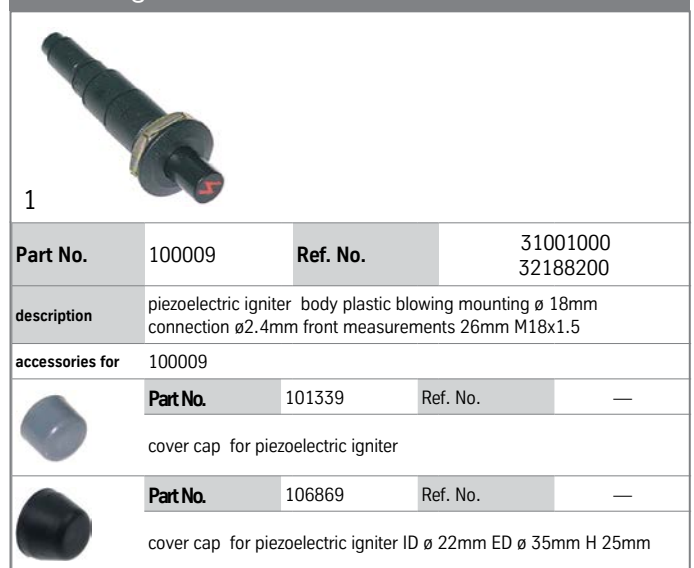 1
Part No. 100009 Ref. No. 31001000
32188200
description piezoelectric igniter body plastic blowing mounting ø 18mm
connection ø2.4mm front measurements 26mm M18x1.5
accessories for 100009
Part No. 101339 Ref. No. —
cover cap for piezoelectric igniter
Part No. 106869 Ref. No. —
cover cap for piezoelectric igniter ID ø 22mm ED ø 35mm H 25mm